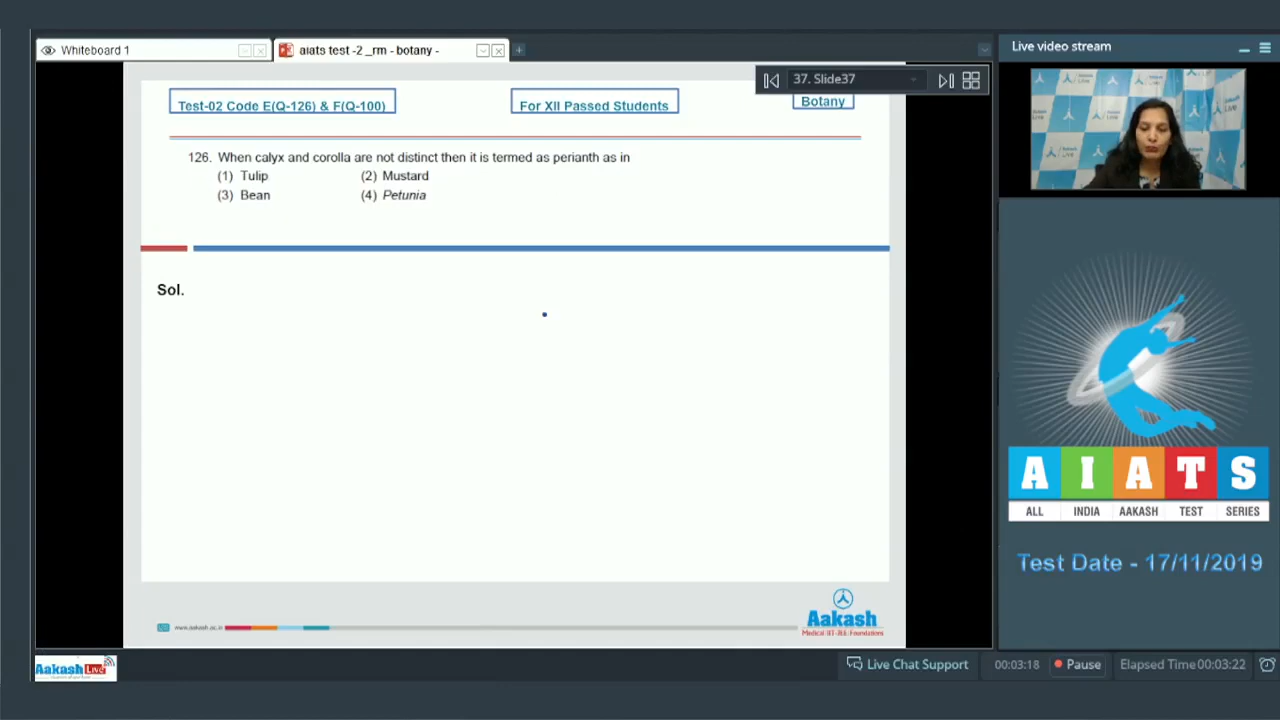 Whiteboard 1
aiats test -2 _rm - botany -
Live video stream
37. Slide37
Test-02 Code E(Q-126) & F(Q-100)
For XII Passed Students
Botany
126. When calyx and corolla are not distinct then it is termed as perianth as in
(1) Tulip (2) Mustard
(3) Bean (4) Petunia
Sol.
A I A T S
ALL INDIA AAKASH TEST SERIES
Test Date - 17/11/2019
www.aakash.ac.in
Aakash
Medical | IIT-JEE | Foundations
Aakash Live
Live Chat Support
00:03:18
Pause
Elapsed Time 00:03:22